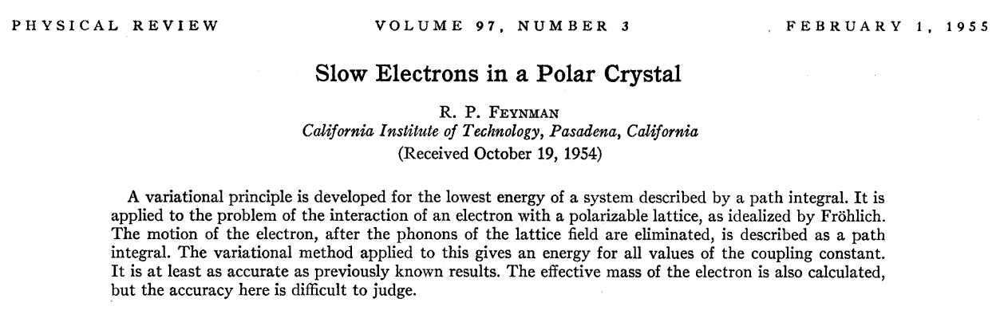 PHYSICAL REVIEW VOLUME 97, NUMBER 3 FEBRUARY 1, 1955
Slow Electrons in a Polar Crystal
R. P. Feynman
California Institute of Technology, Pasadena, California
(Received October 19, 1954)
A variational principle is developed for the lowest energy of a system described by a path integral. It is
applied to the problem of the interaction of an electron with a polarizable lattice, as idealized by Fröhlich.
The motion of the electron, after the phonons of the lattice field are eliminated, is described as a path
integral. The variational method applied to this gives an energy for all values of the coupling constant.
It is at least as accurate as previously known results. The effective mass of the electron is also calculated,
but the accuracy here is difficult to judge.